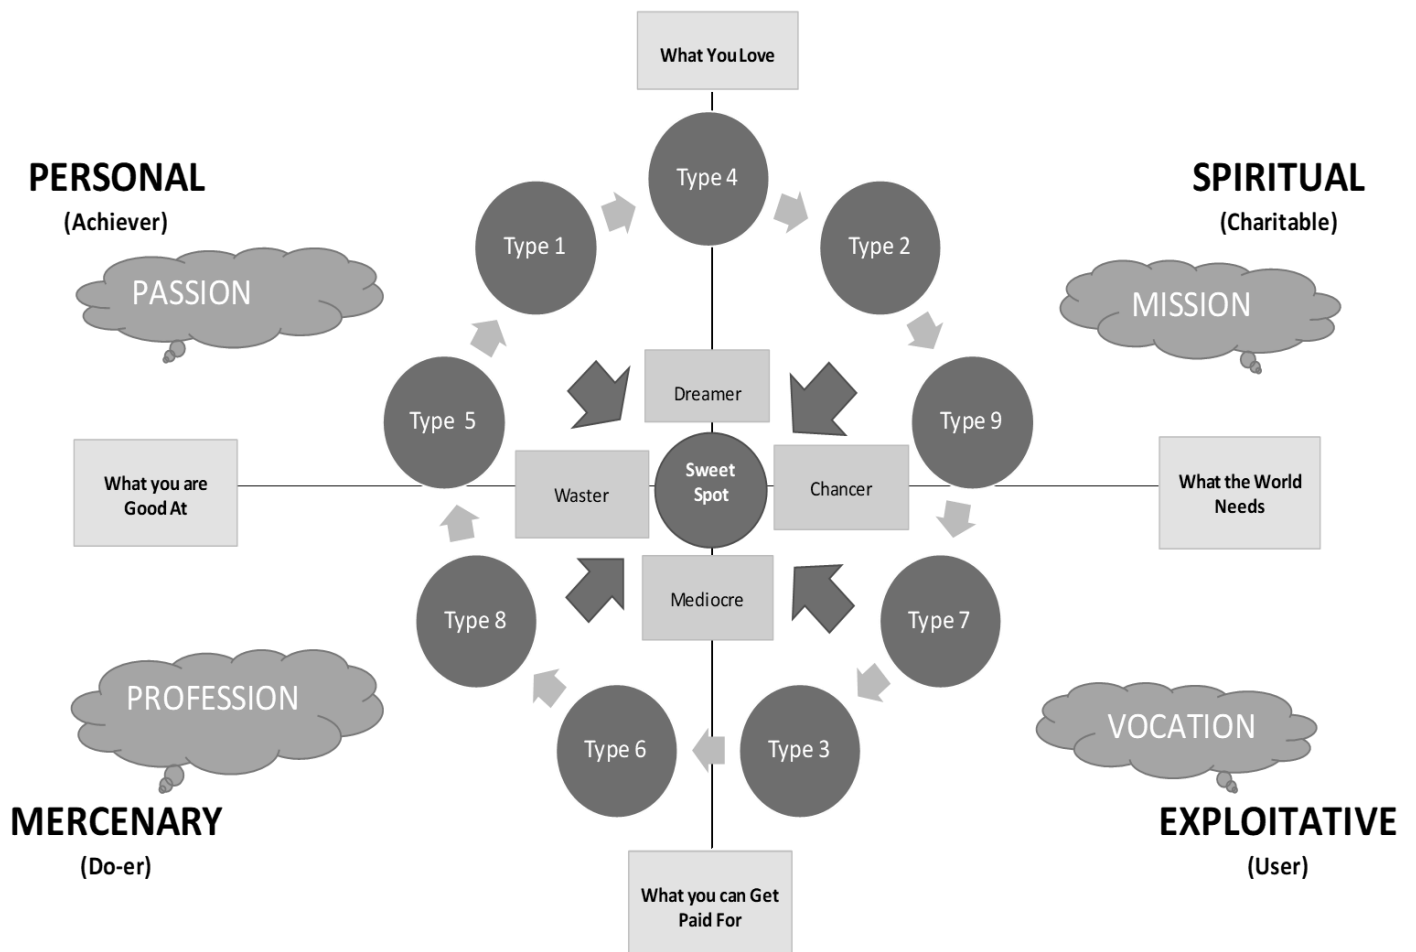 What You Love
PERSONAL
(Achiever)
SPIRITUAL
(Charitable)
Type 4
Type 1
Type 2
PASSION
MISSION
Dreamer
Type 5
Type 9
What you are
Good At
Waster
Sweet
Spot
Chancer
What the World
Needs
Mediocre
Type 8
Type 7
PROFESSION
VOCATION
Type 6
Type 3
MERCENARY
(Do-er)
EXPLOITATIVE
(User)
What you can Get
Paid For